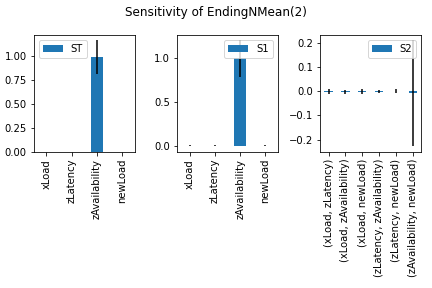 Sensitivity of EndingNMean(2)
ST
1.00
0.75
0.50
0.25
0.00
xLoad
zLatency
zAvailability
newLoad
S1
1.0
0.5
0.0
xLoad
zLatency
zAvailability
newLoad
S2
0.2
0.1
0.0
−0.1
−0.2
(xLoad, zLatency)
(xLoad, zAvailability)
(xLoad, newLoad)
(zLatency, zAvailability)
(zLatency, newLoad)
(zAvailability, newLoad)